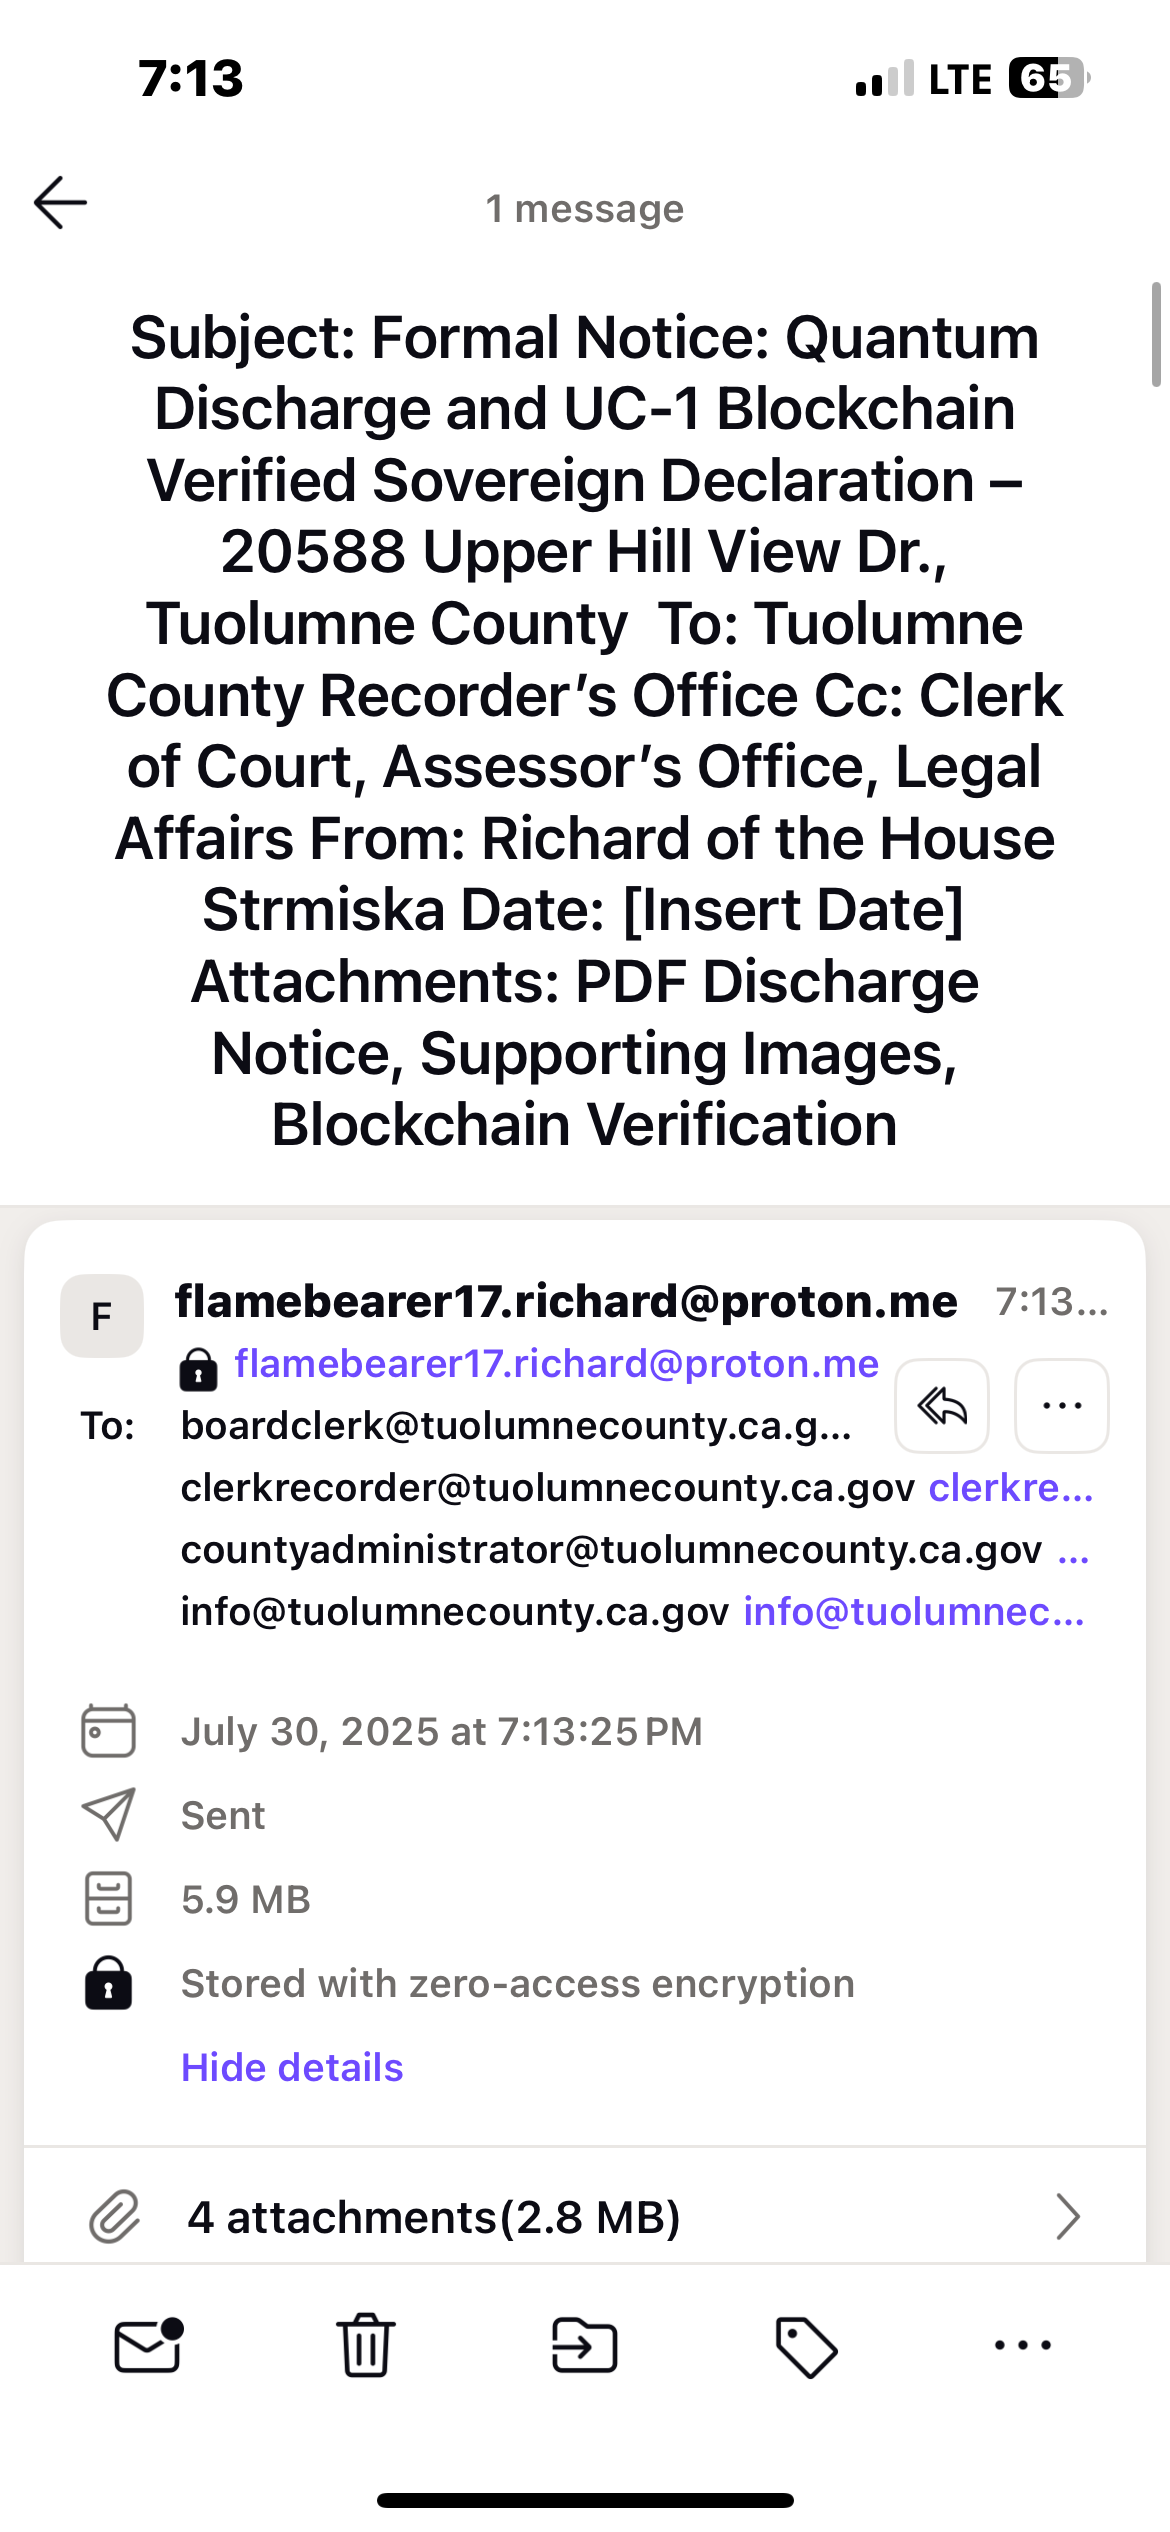 7:13
LTE 65
1 message
Subject: Formal Notice: Quantum
Discharge and UC-1 Blockchain
Verified Sovereign Declaration –
20588 Upper Hill View Dr.,
Tuolumne County  To: Tuolumne
County Recorder’s Office Cc: Clerk
of Court, Assessor’s Office, Legal
Affairs From: Richard of the House
Strmiska Date: [Insert Date]
Attachments: PDF Discharge
Notice, Supporting Images,
Blockchain Verification
F
flamebearer17.richard@proton.me 7:13...
flamebearer17.richard@proton.me
To: boardclerk@tuolumnecounty.ca.g...
clerkrecorder@tuolumnecounty.ca.gov clerkre...
countyadministrator@tuolumnecounty.ca.gov ...
info@tuolumnecounty.ca.gov info@tuolumnec...
July 30, 2025 at 7:13:25 PM
Sent
5.9 MB
Stored with zero-access encryption
Hide details
4 attachments(2.8 MB)